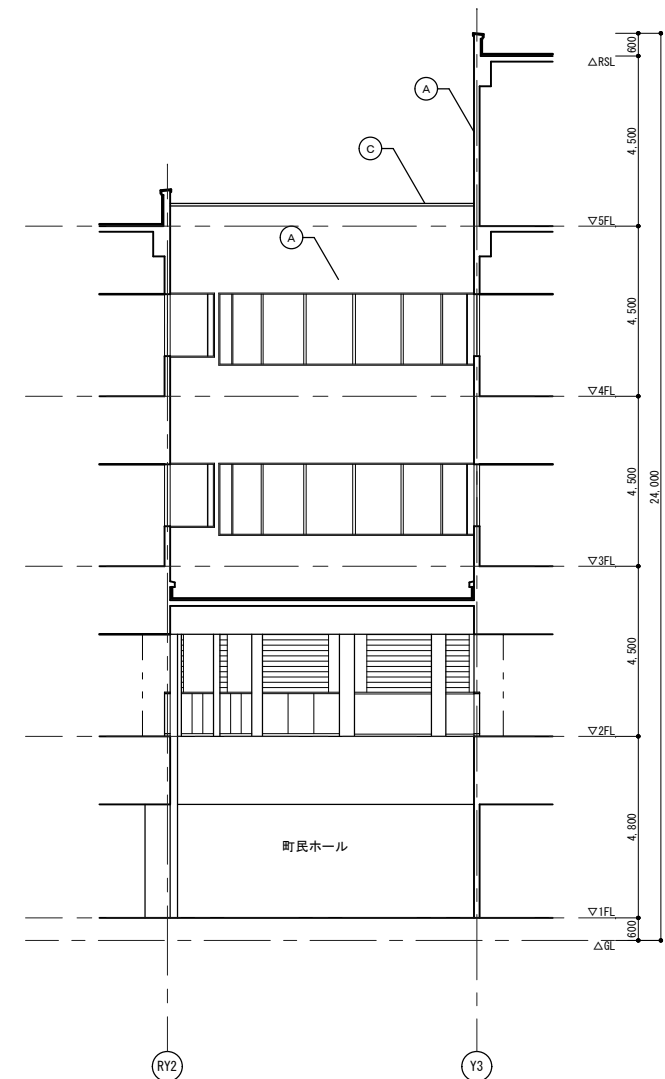 600
△RSL
A
4,500
C
▽5FL
A
4,500
▽4FL
4,500
24,000
▽3FL
4,500
▽2FL
4,800
町民ホール
▽1FL
600
△GL
RY2
Y3